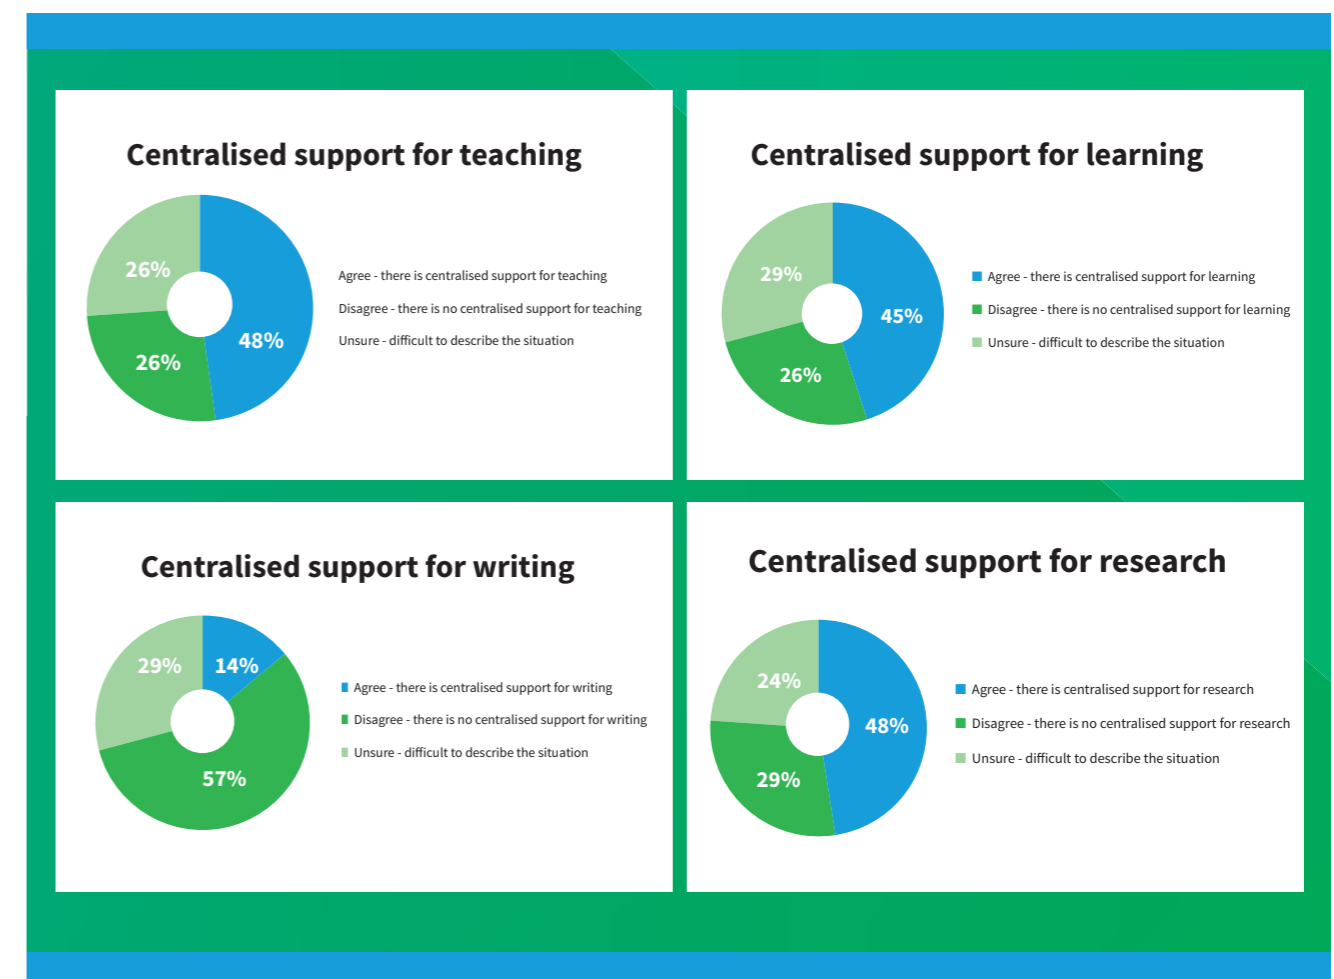 Centralised support for teaching
26%
48%
26%
Agree - there is centralised support for teaching
Disagree - there is no centralised support for teaching
Unsure - difficult to describe the situation
Centralised support for learning
29%
45%
26%
Agree - there is centralised support for learning
Disagree - there is no centralised support for learning
Unsure - difficult to describe the situation
Centralised support for writing
29%
14%
57%
Agree - there is centralised support for writing
Disagree - there is no centralised support for writing
Unsure - difficult to describe the situation
Centralised support for research
24%
48%
29%
Agree - there is centralised support for research
Disagree - there is no centralised support for research
Unsure - difficult to describe the situation